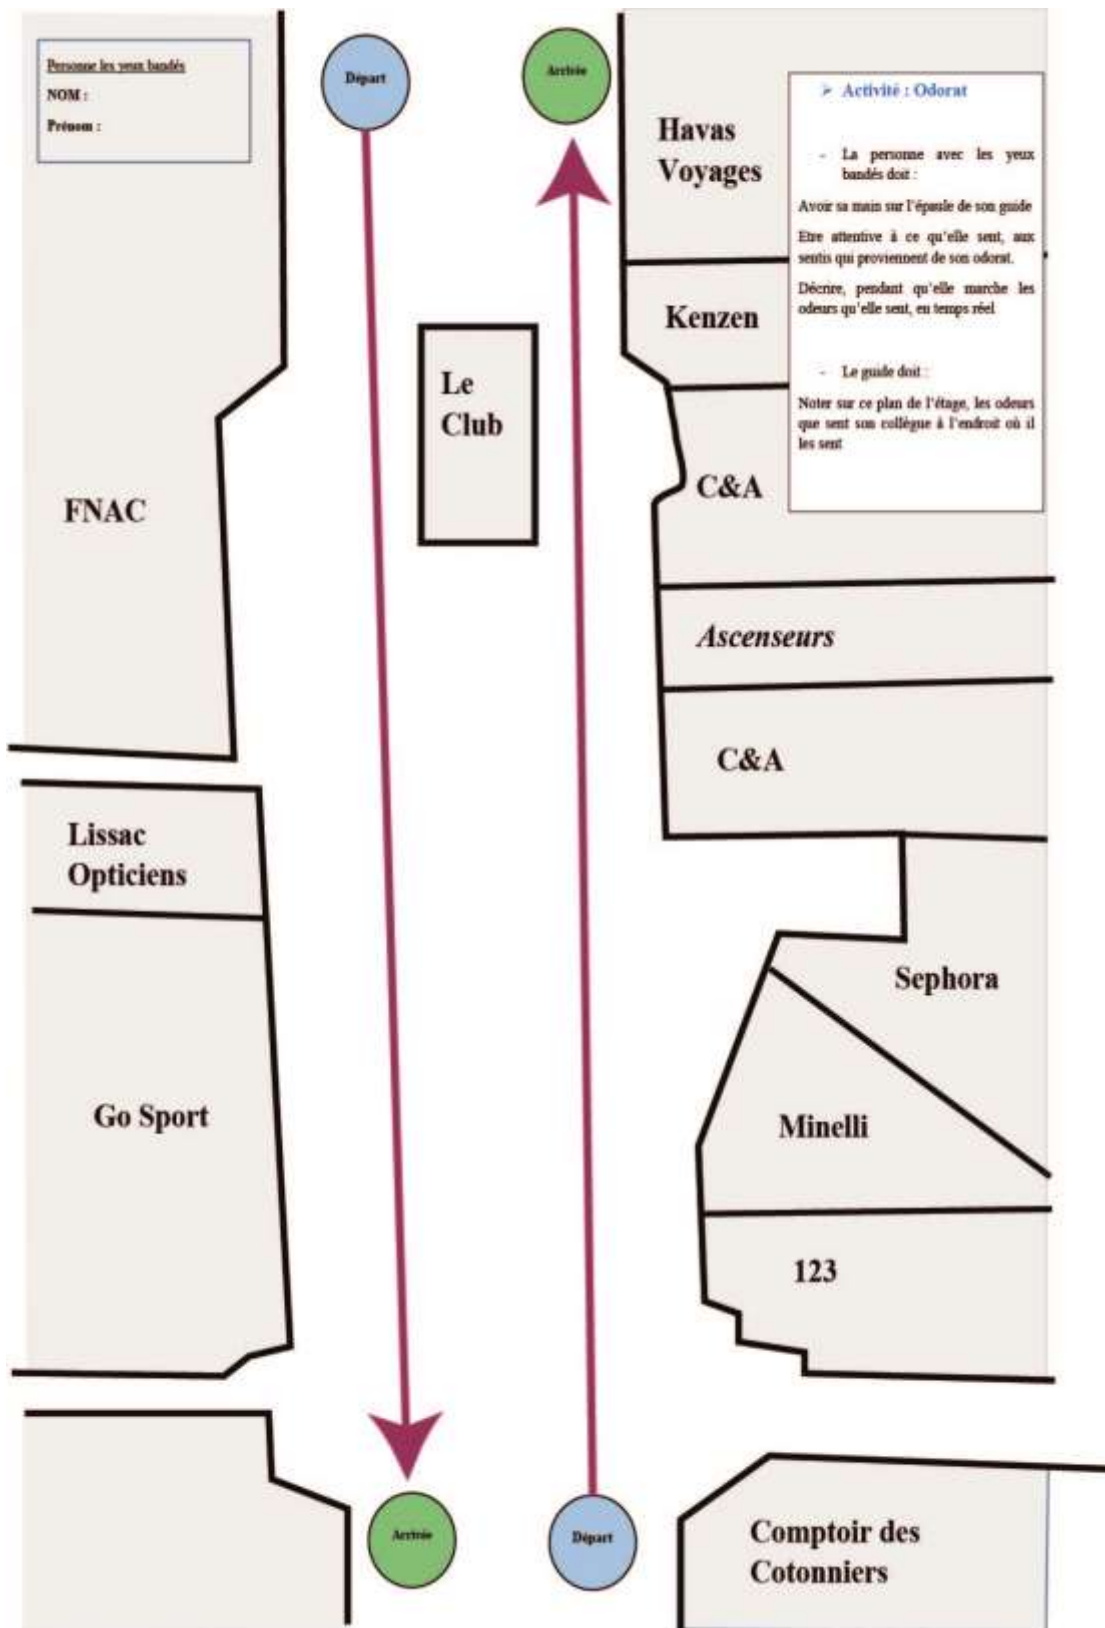 Personne les yeux bandés
NOM :
Prénom :
Départ
Arrivée
Havas
Voyages
➢ Activité : Odorat
- La personne avec les yeux
bandés doit :
Avoir sa main sur l'épaule de son guide
Etre attentive à ce qu'elle sent, aux
sentis qui proviennent de son odorat.
Décrire, pendant qu'elle marche les
odeurs qu'elle sent, en temps réel
- Le guide doit :
Noter sur ce plan de l'étage, les odeurs
que sent son collègue à l'endroit où il
les sent
Kenzen
Le
Club
C&A
FNAC
Ascenseurs
C&A
Lissac
Opticiens
Sephora
Go Sport
Minelli
123
Arrivée
Départ
Comptoir des
Cotonniers